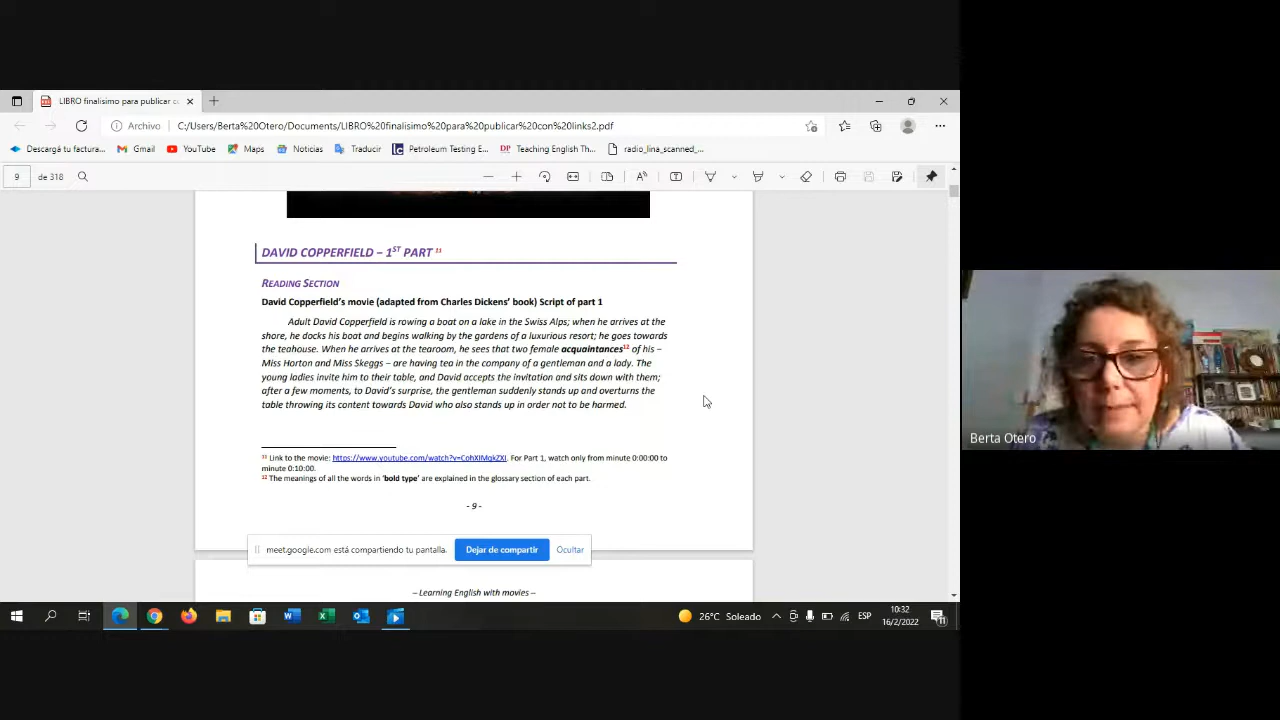 LIBRO finalisimo para publicar c
Archivo
C:/Users/Berta%20Otero/Documents/LIBRO%20finalisimo%20para%20publicar%20con%20links2.pdf
Descargá tu factura...
Gmail
YouTube
Maps
Noticias
Traducir
Petroleum Testing E...
Teaching English Th...
radio_lina_scanned_...
9 de 318
DAVID COPPERFIELD – 1ST PART 11
READING SECTION
David Copperfield's movie (adapted from Charles Dickens' book) Script of part 1
Adult David Copperfield is rowing a boat on a lake in the Swiss Alps; when he arrives at the
shore, he docks his boat and begins walking by the gardens of a luxurious resort; he goes towards
the teahouse. When he arrives at the tearoom, he sees that two female acquaintances12 of his –
Miss Horton and Miss Skeggs – are having tea in the company of a gentleman and a lady. The
young ladies invite him to their table, and David accepts the invitation and sits down with them;
after a few moments, to David's surprise, the gentleman suddenly stands up and overturns the
table throwing its content towards David who also stands up in order not to be harmed.
11 Link to the movie: For Part 1, watch only from minute 0:00:00 to
minute 0:10:00.
12 The meanings of all the words in 'bold type' are explained in the glossary section of each part.
- 9 -
meet.google.com está compartiendo tu pantalla.
Dejar de compartir
Ocultar
– Learning English with movies –
26°C Soleado
ESP
10:32
16/2/2022
Berta Otero